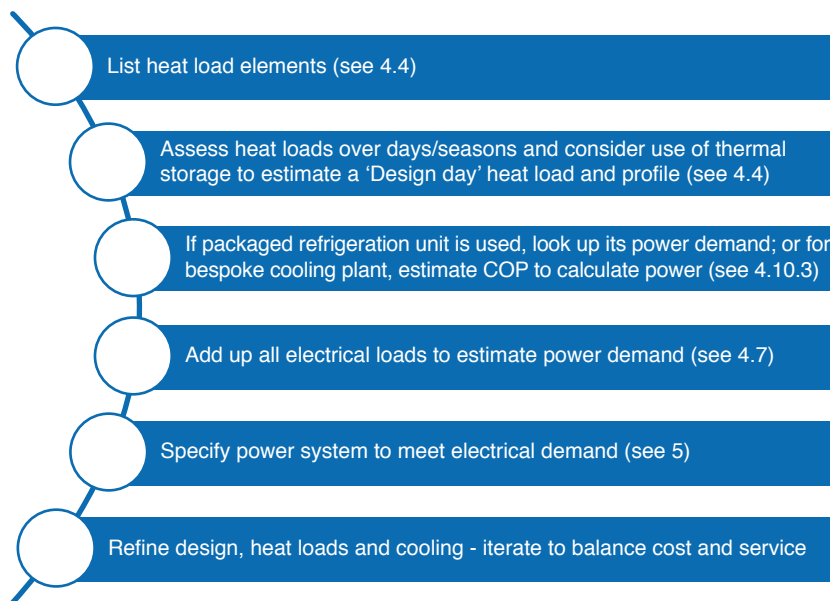 List heat load elements (see 4.4)
Assess heat loads over days/seasons and consider use of thermal
storage to estimate a ‘Design day’ heat load and profile (see 4.4)
If packaged refrigeration unit is used, look up its power demand; or for
bespoke cooling plant, estimate COP to calculate power (see 4.10.3)
Add up all electrical loads to estimate power demand (see 4.7)
Specify power system to meet electrical demand (see 5)
Refine design, heat loads and cooling - iterate to balance cost and service